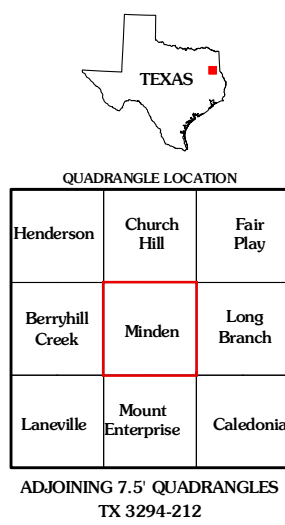 TEXAS
QUADRANGLE LOCATION
Henderson
Church
Hill
Fair
Play
Berryhill
Creek
Minden
Long
Branch
Laneville
Mount
Enterprise
Caledonia
ADJOINING 7.5' QUADRANGLES
TX 3294-212